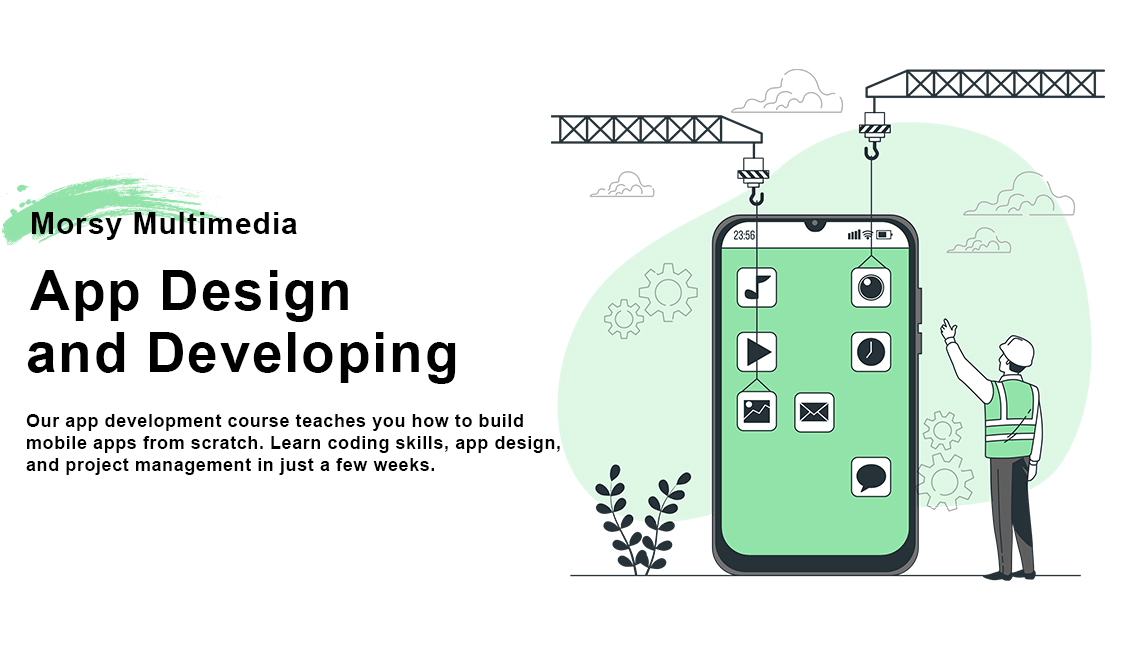 Morsy Multimedia
App Design
and Developing
Our app development course teaches you how to build
mobile apps from scratch. Learn coding skills, app design,
and project management in just a few weeks.
23:56